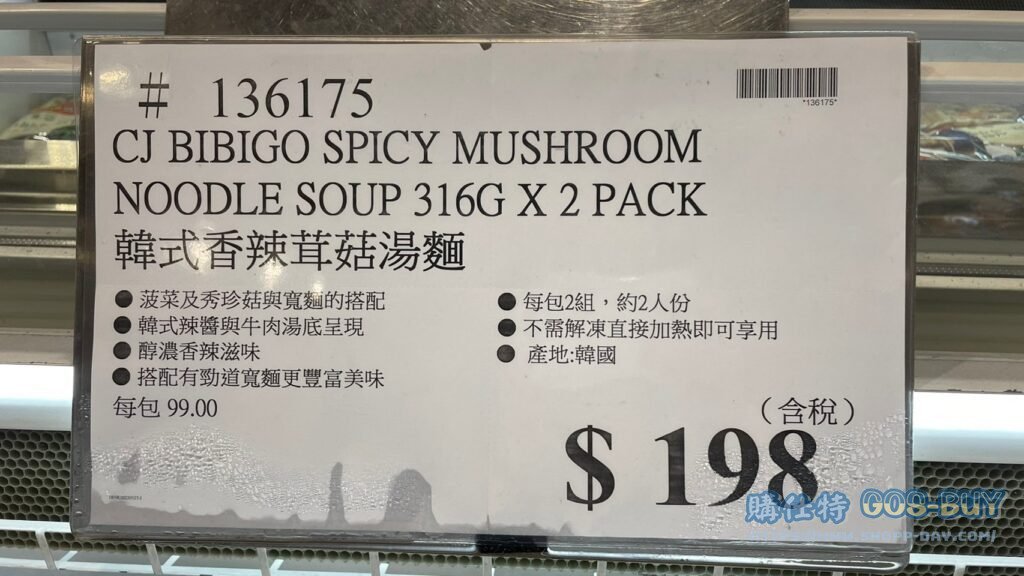 # 136175
*136175*
CJ BIBIGO SPICY MUSHROOM
NOODLE SOUP 316G X 2 PACK
韓式香辣茸菇湯麵
● 菠菜及秀珍菇與寬麵的搭配
● 韓式辣醬與牛肉湯底呈現
● 醇濃香辣滋味
● 搭配有勁道寬麵更豐富美味
每包 99.00
● 每包2組，約2人份
● 不需解凍直接加熱即可享用
● 產地:韓國
（含稅）
$ 198
購仕特 GOS-BUY